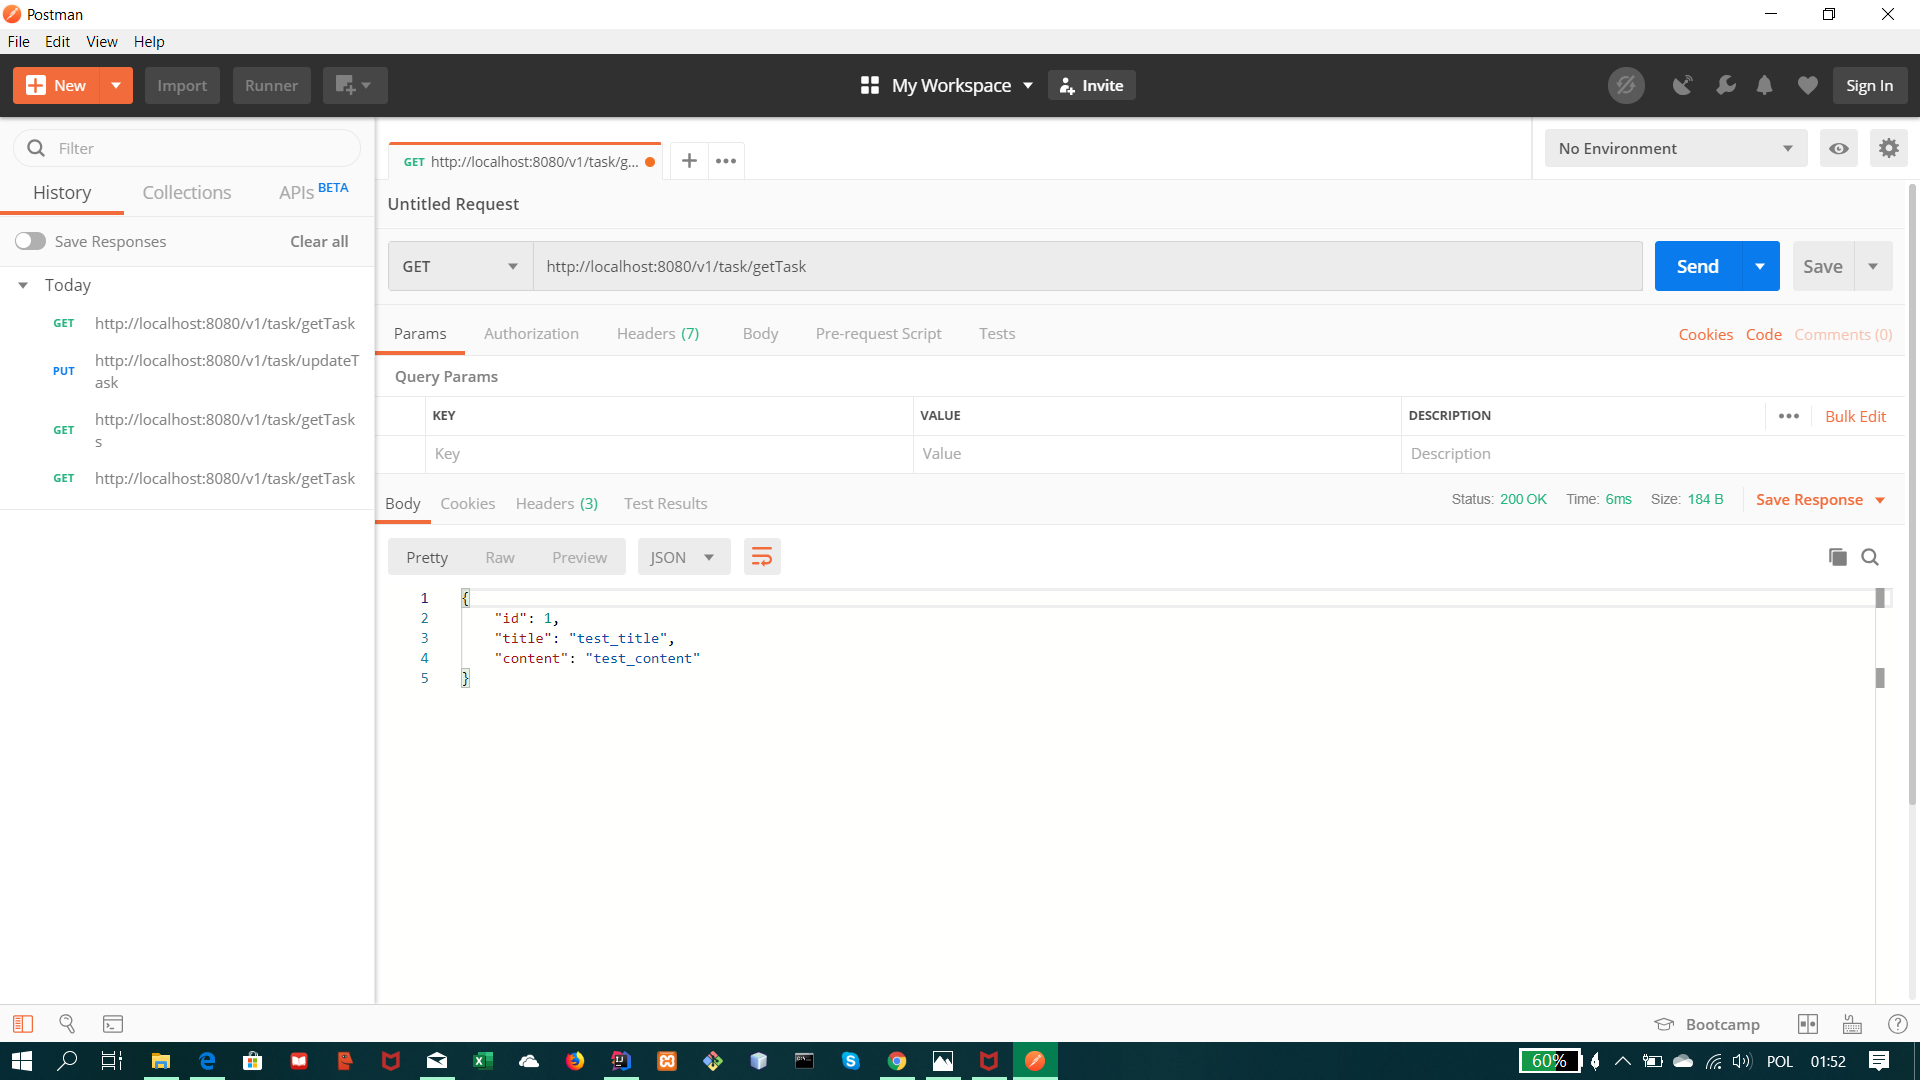 Postman
File Edit View Help
New Import Runner My Workspace Invite Sign In
Filter
History Collections APIs BETA
Save Responses Clear all
Today
GET http://localhost:8080/v1/task/getTask
PUT http://localhost:8080/v1/task/updateT
ask
GET http://localhost:8080/v1/task/getTask
s
GET http://localhost:8080/v1/task/getTask
GET http://localhost:8080/v1/task/g...
No Environment
Untitled Request
GET http://localhost:8080/v1/task/getTask Send Save
Params Authorization Headers (7) Body Pre-request Script Tests Cookies Code Comments (0)
Query Params
KEY VALUE DESCRIPTION Bulk Edit
Key Value Description
Body Cookies Headers (3) Test Results Status: 200 OK Time: 6ms Size: 184 B Save Response
Pretty Raw Preview JSON
1 {
2 "id": 1,
3 "title": "test_title",
4 "content": "test_content"
5 }
Bootcamp
60% POL 01:52